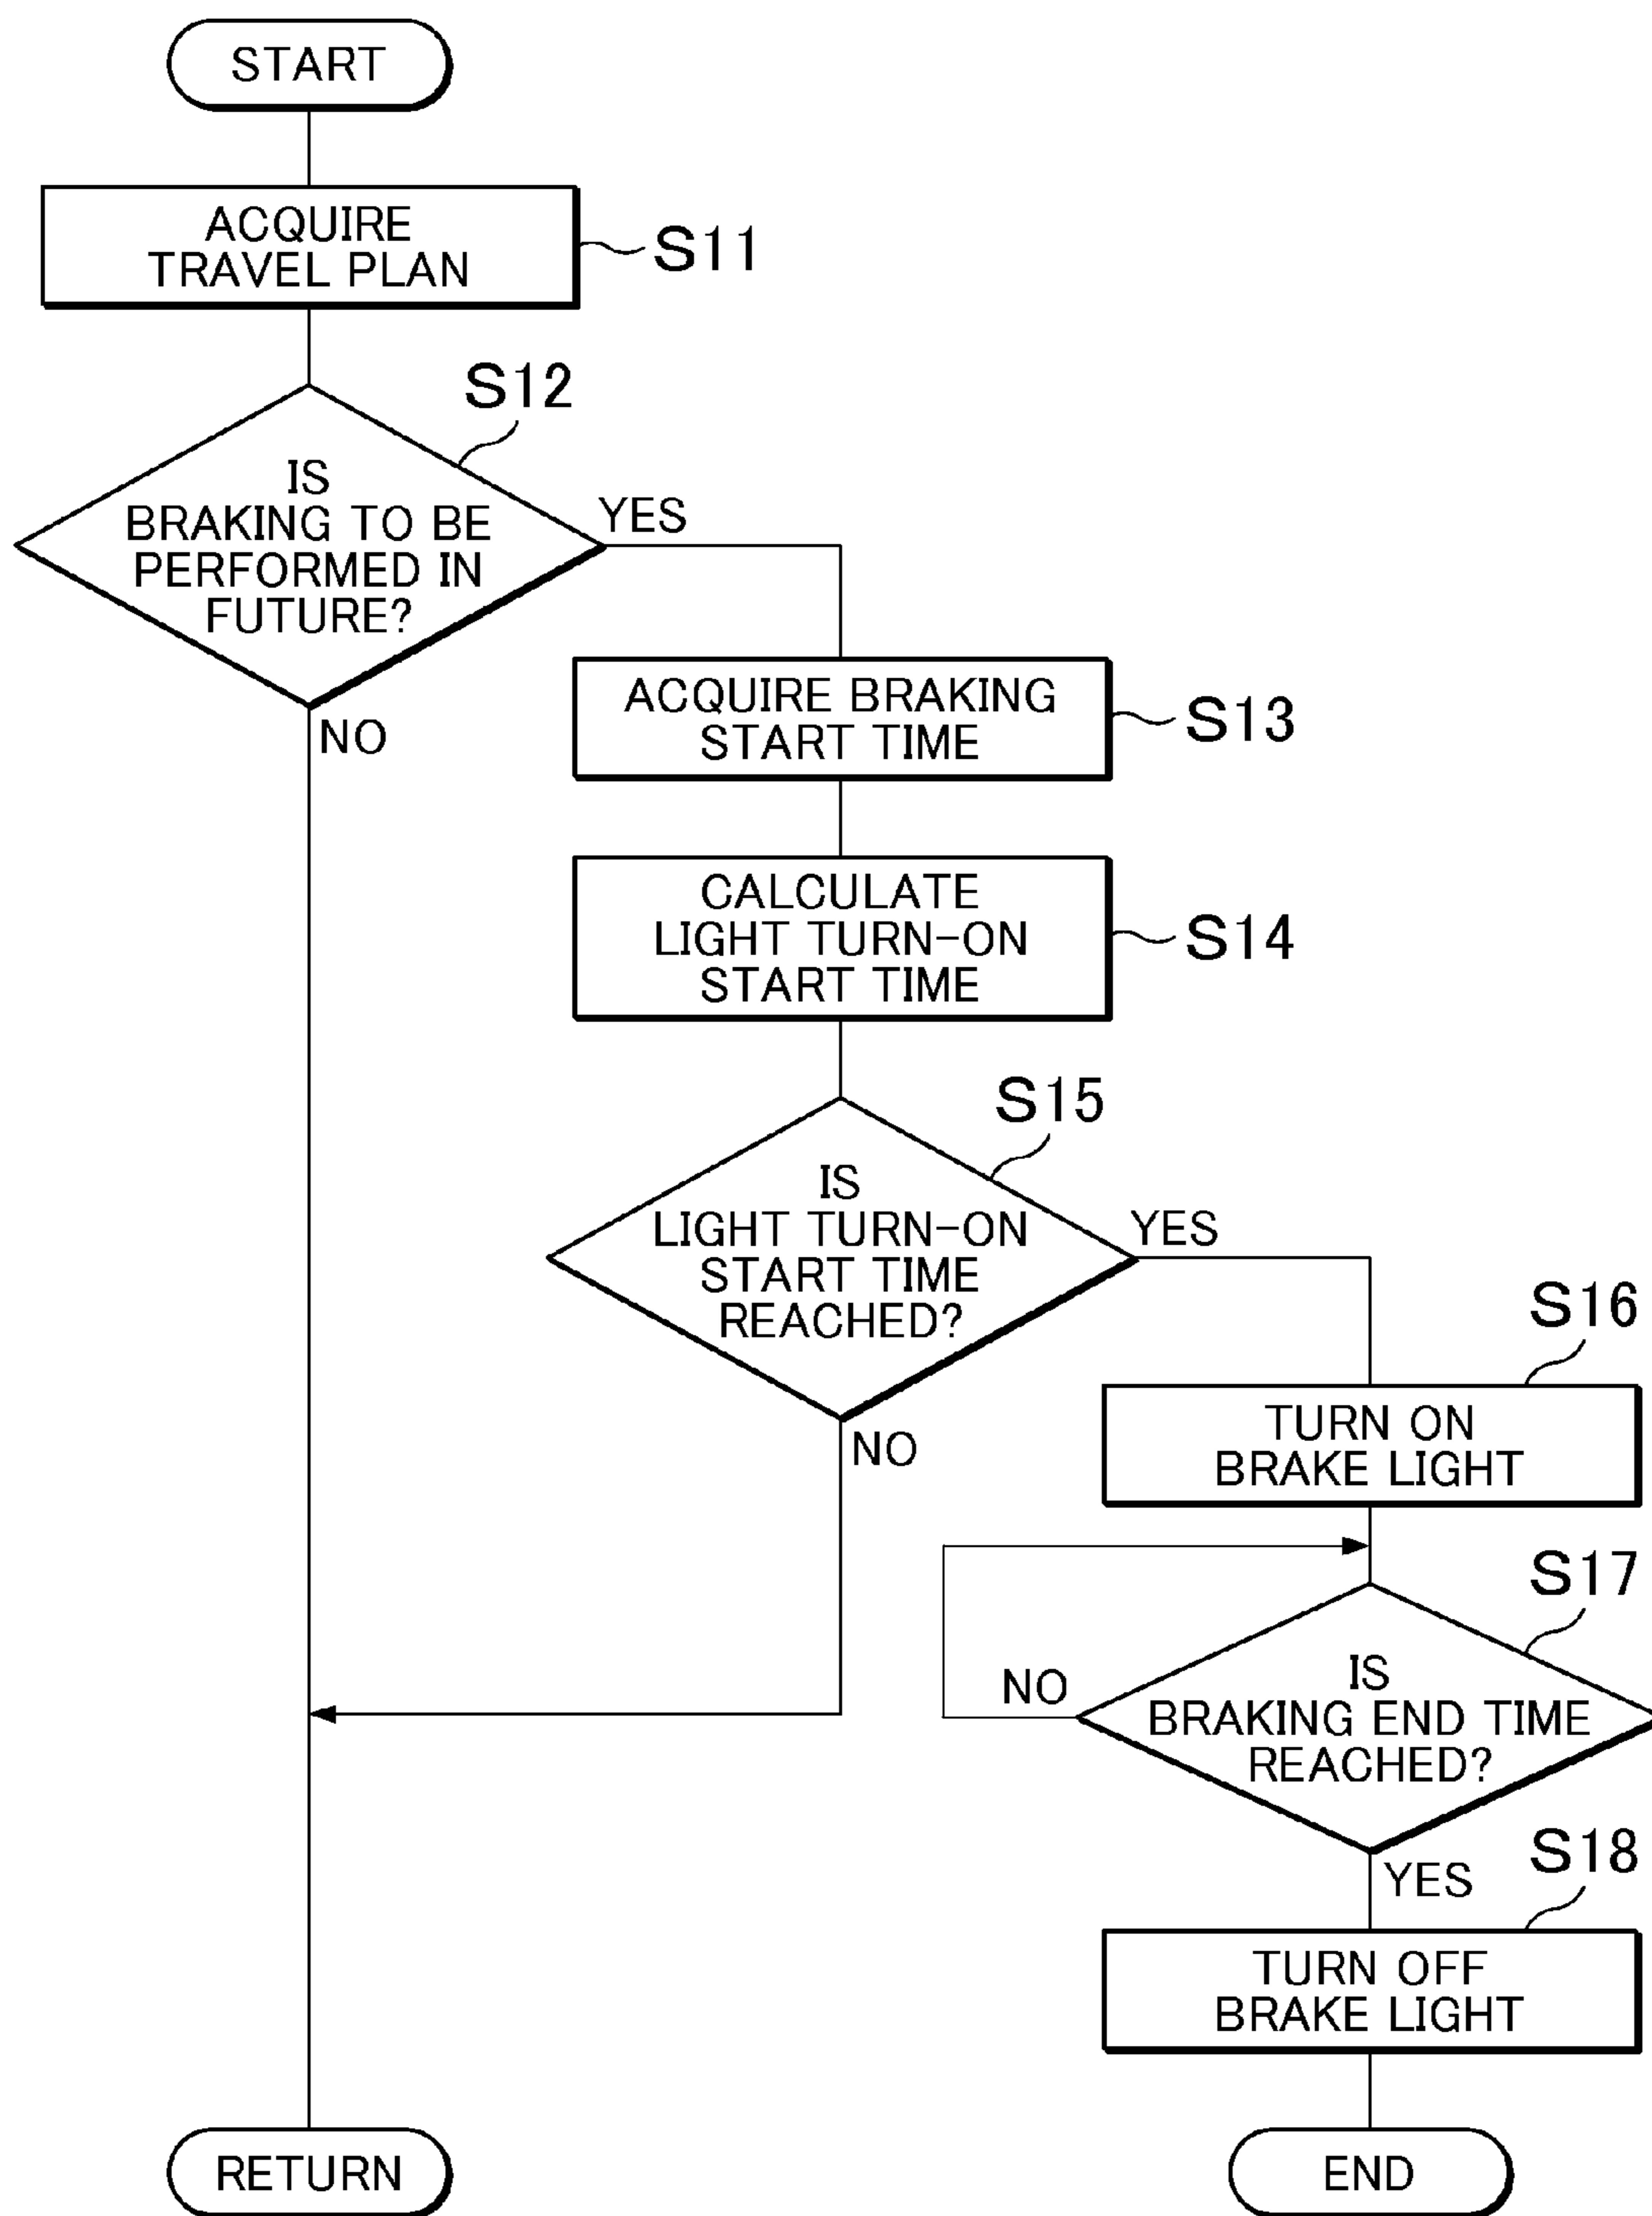 START
ACQUIRE
TRAVEL PLAN
S11
S12
IS
BRAKING TO BE
PERFORMED IN
FUTURE?
YES
NO
ACQUIRE BRAKING
START TIME
S13
CALCULATE
LIGHT TURN-ON
START TIME
S14
S15
IS
LIGHT TURN-ON
START TIME
REACHED?
YES
NO
S16
TURN ON
BRAKE LIGHT
S17
IS
BRAKING END TIME
REACHED?
NO
YES
S18
TURN OFF
BRAKE LIGHT
RETURN
END